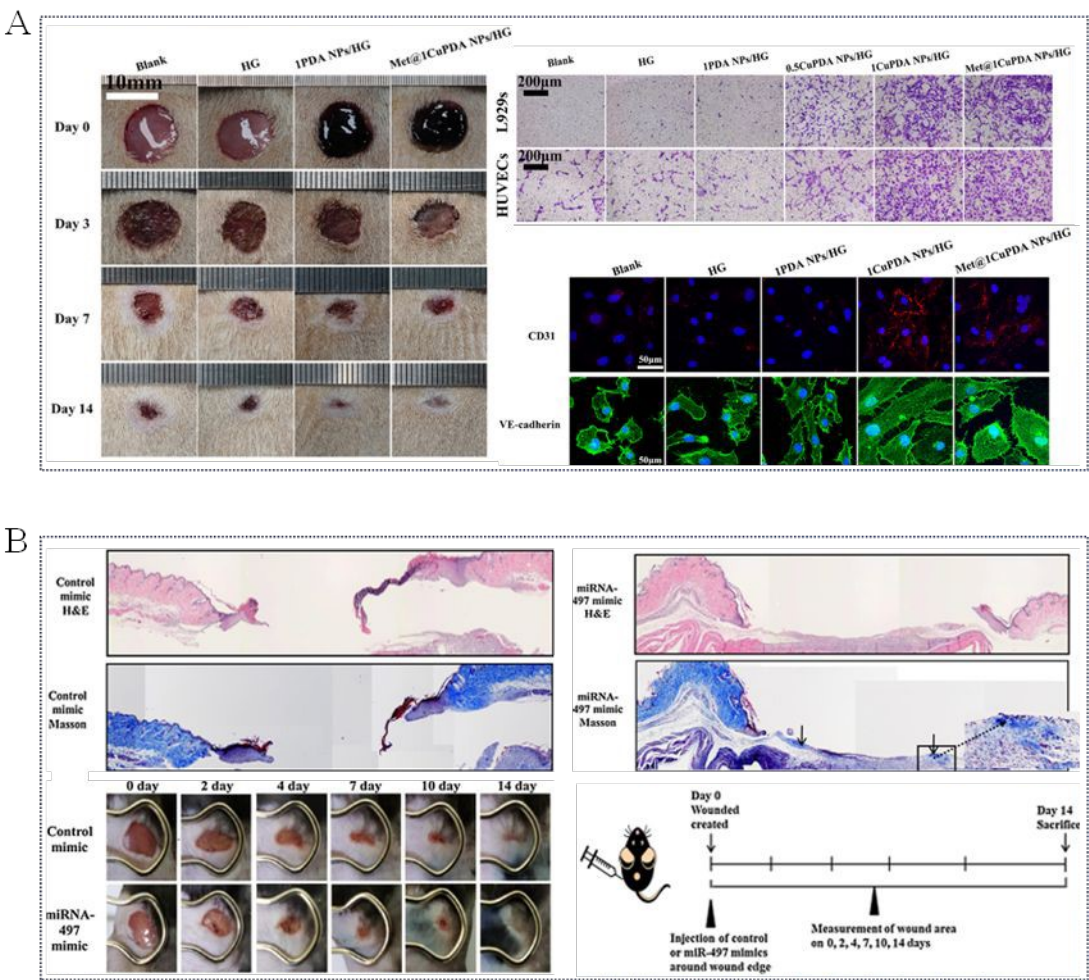 A
Blank HG 1PDA NPs/HG Met@1CuPDA NPs/HG
10mm
Day 0
Day 3
Day 7
Day 14
Blank HG 1PDA NPs/HG 0.5CuPDA NPs/HG 1CuPDA NPs/HG Met@1CuPDA NPs/HG
200μm
L929s
200μm
HUVECs
Blank HG 1PDA NPs/HG 1CuPDA NPs/HG Met@1CuPDA NPs/HG
CD31
50μm
VE-cadherin
50μm
B
Control
mimic
H&E
miRNA-
497 mimic
H&E
Control
mimic
Masson
miRNA-
497 mimic
Masson
0 day 2 day 4 day 7 day 10 day 14 day
Control
mimic
miRNA-
497
mimic
Day 0
Wounded
created
Day 14
Sacrifice
Injection of control
or miR-497 mimics
around wound edge
Measurement of wound area
on 0, 2, 4, 7, 10, 14 days